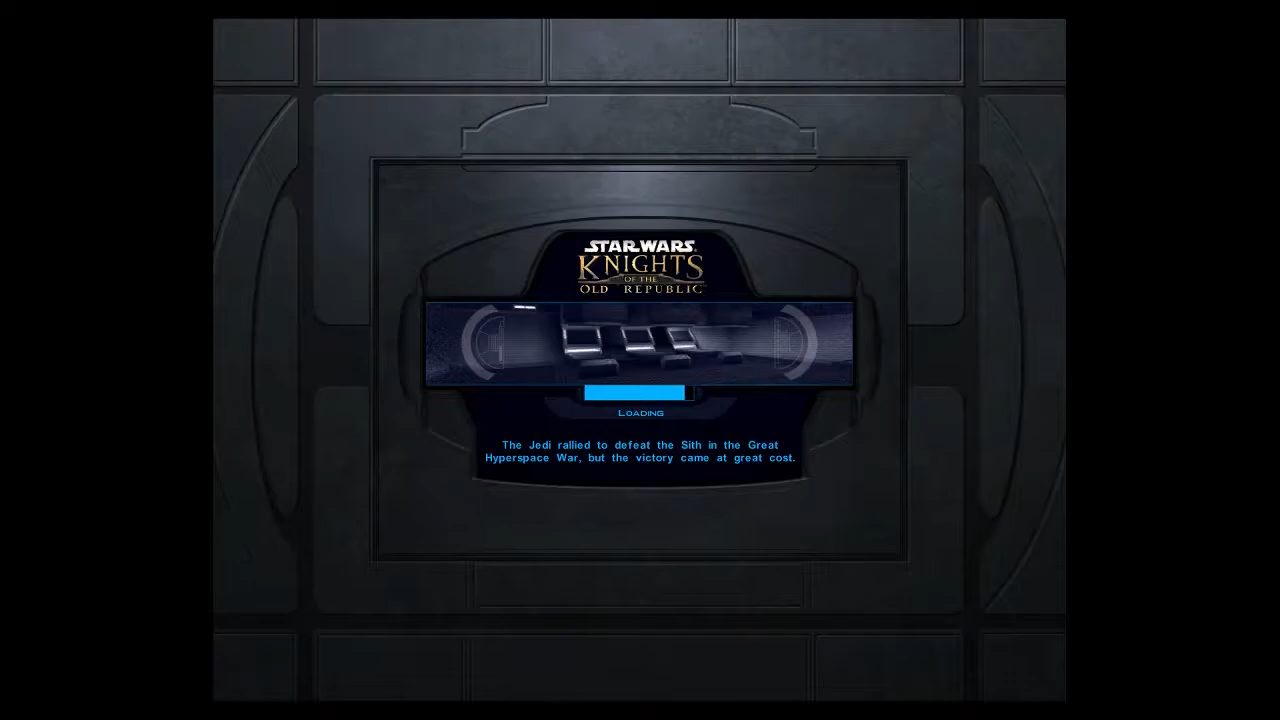 STAR WARS
KNIGHTS
OF THE
OLD REPUBLIC
LOADING
The Jedi rallied to defeat the Sith in the Great
Hyperspace War, but the victory came at great cost.